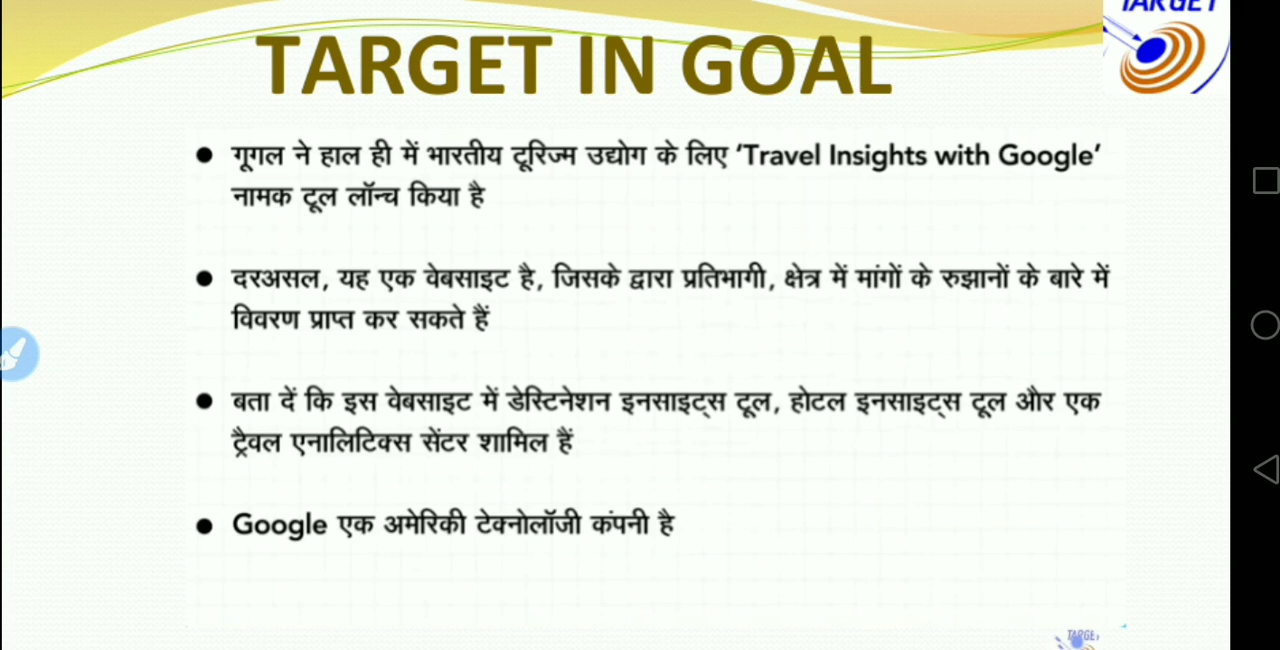 TARGET
TARGET IN GOAL
● गूगल ने हाल ही में भारतीय टूरिज्म उद्योग के लिए ‘Travel Insights with Google’
नामक टूल लॉन्च किया है
● दरअसल, यह एक वेबसाइट है, जिसके द्वारा प्रतिभागी, क्षेत्र में मांगों के रुझानों के बारे में
विवरण प्राप्त कर सकते हैं
● बता दें कि इस वेबसाइट में डेस्टिनेशन इनसाइट्स टूल, होटल इनसाइट्स टूल और एक
ट्रैवल एनालिटिक्स सेंटर शामिल हैं
● Google एक अमेरिकी टेक्नोलॉजी कंपनी है
TARGET